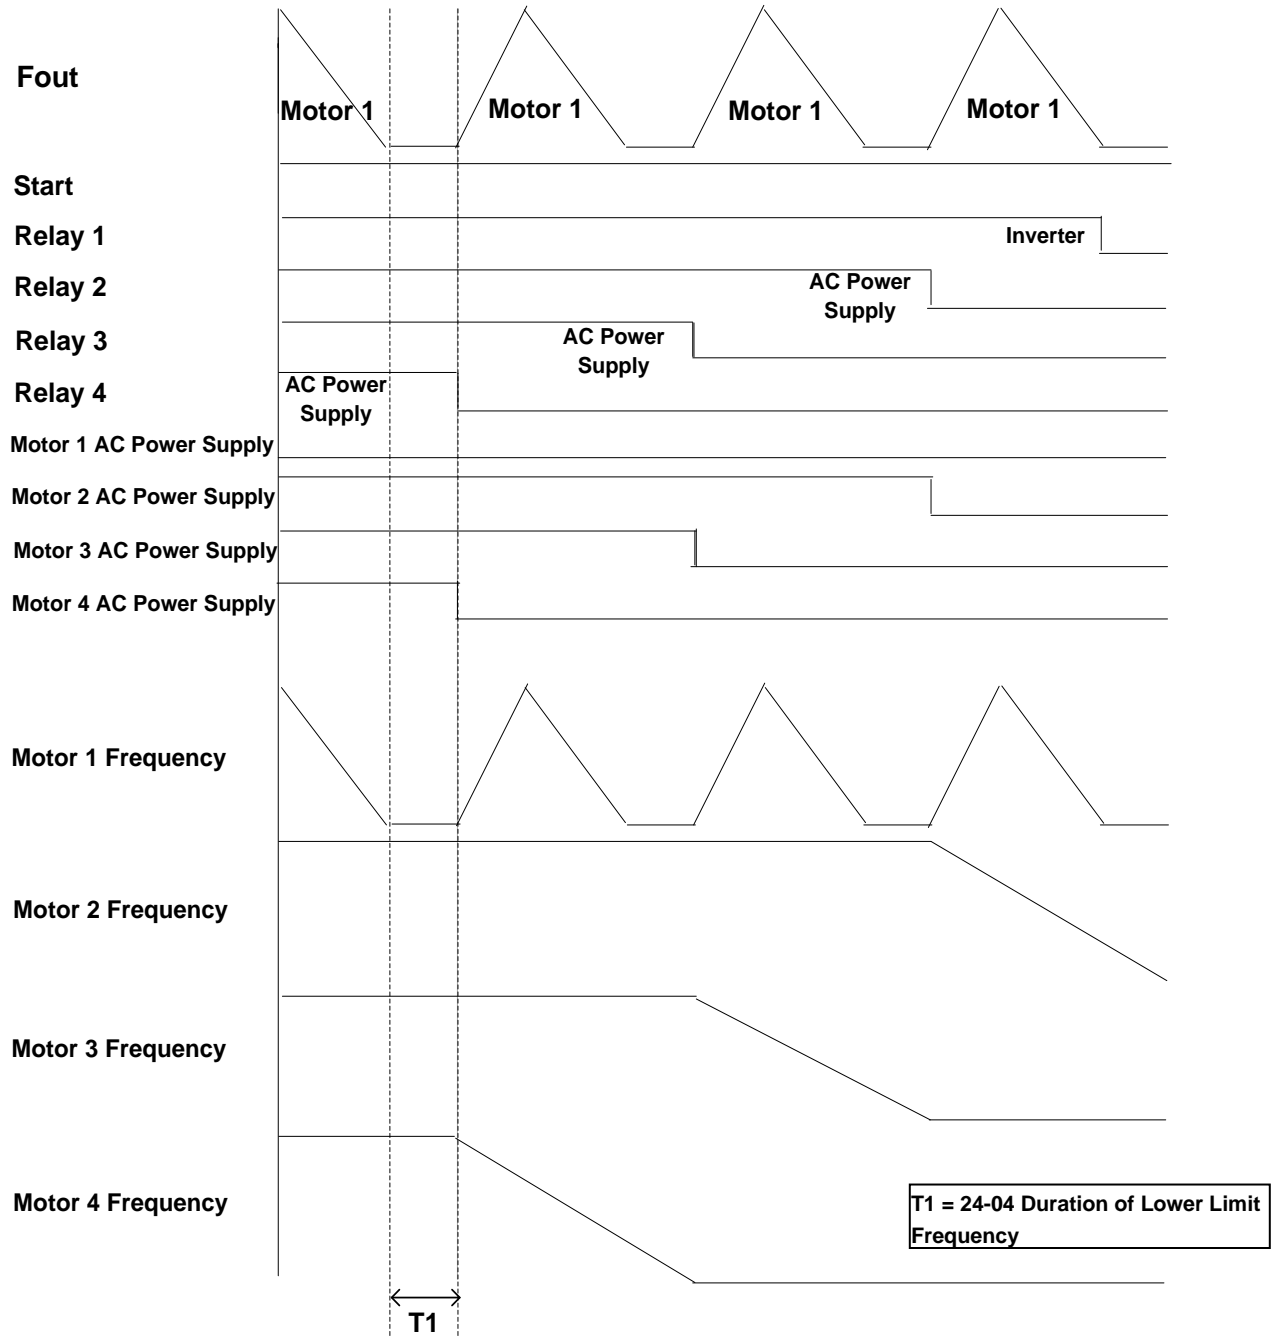 Fout
Motor 1
Motor 1
Motor 1
Motor 1
Start
Relay 1
Inverter
Relay 2
AC Power
Supply
Relay 3
AC Power
Supply
Relay 4
AC Power
Supply
Motor 1 AC Power Supply
Motor 2 AC Power Supply
Motor 3 AC Power Supply
Motor 4 AC Power Supply
Motor 1 Frequency
Motor 2 Frequency
Motor 3 Frequency
Motor 4 Frequency
T1 = 24-04 Duration of Lower Limit
Frequency
T1